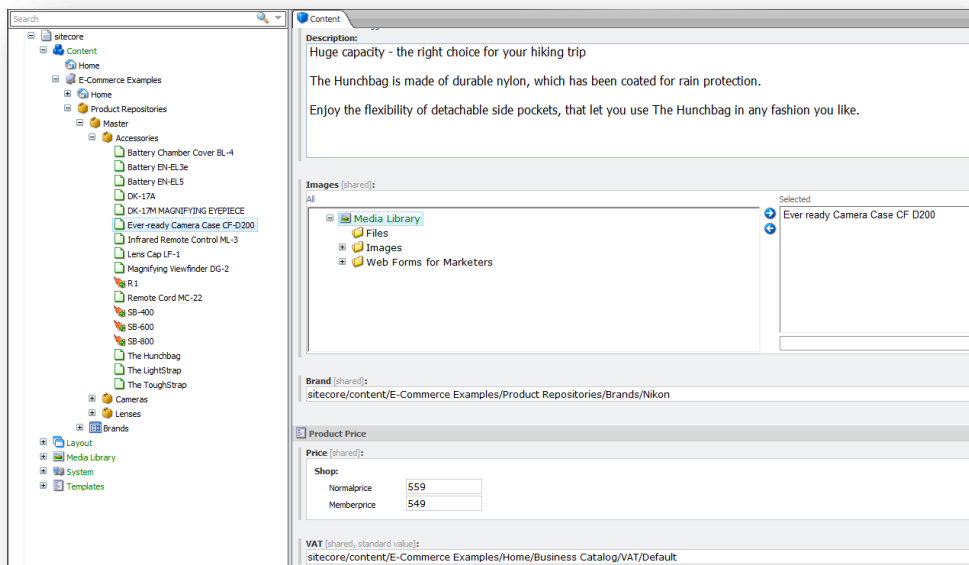 Search
sitecore
Content
Home
E-Commerce Examples
Home
Product Repositories
Master
Accessories
Battery Chamber Cover BL-4
Battery EN-EL3e
Battery EN-EL5
DK-17A
DK-17M MAGNIFYING EYEPIECE
Ever-ready Camera Case CF-D200
Infrared Remote Control ML-3
Lens Cap LF-1
Magnifying Viewfinder DG-2
R1
Remote Cord MC-22
SB-400
SB-600
SB-800
The Hunchbag
The LightStrap
The ToughStrap
Cameras
Lenses
Brands
Layout
Media Library
System
Templates
Content
Description:
Huge capacity - the right choice for your hiking trip
The Hunchbag is made of durable nylon, which has been coated for rain protection.
Enjoy the flexibility of detachable side pockets, that let you use The Hunchbag in any fashion you like.
Images [shared]:
All
Media Library
Files
Images
Web Forms for Marketers
Selected
Ever ready Camera Case CF D200
Brand [shared]:
sitecore/content/E-Commerce Examples/Product Repositories/Brands/Nikon
Product Price
Price [shared]:
Shop:
Normalprice 559
Memberprice 549
VAT [shared, standard value]:
sitecore/content/E-Commerce Examples/Home/Business Catalog/VAT/Default